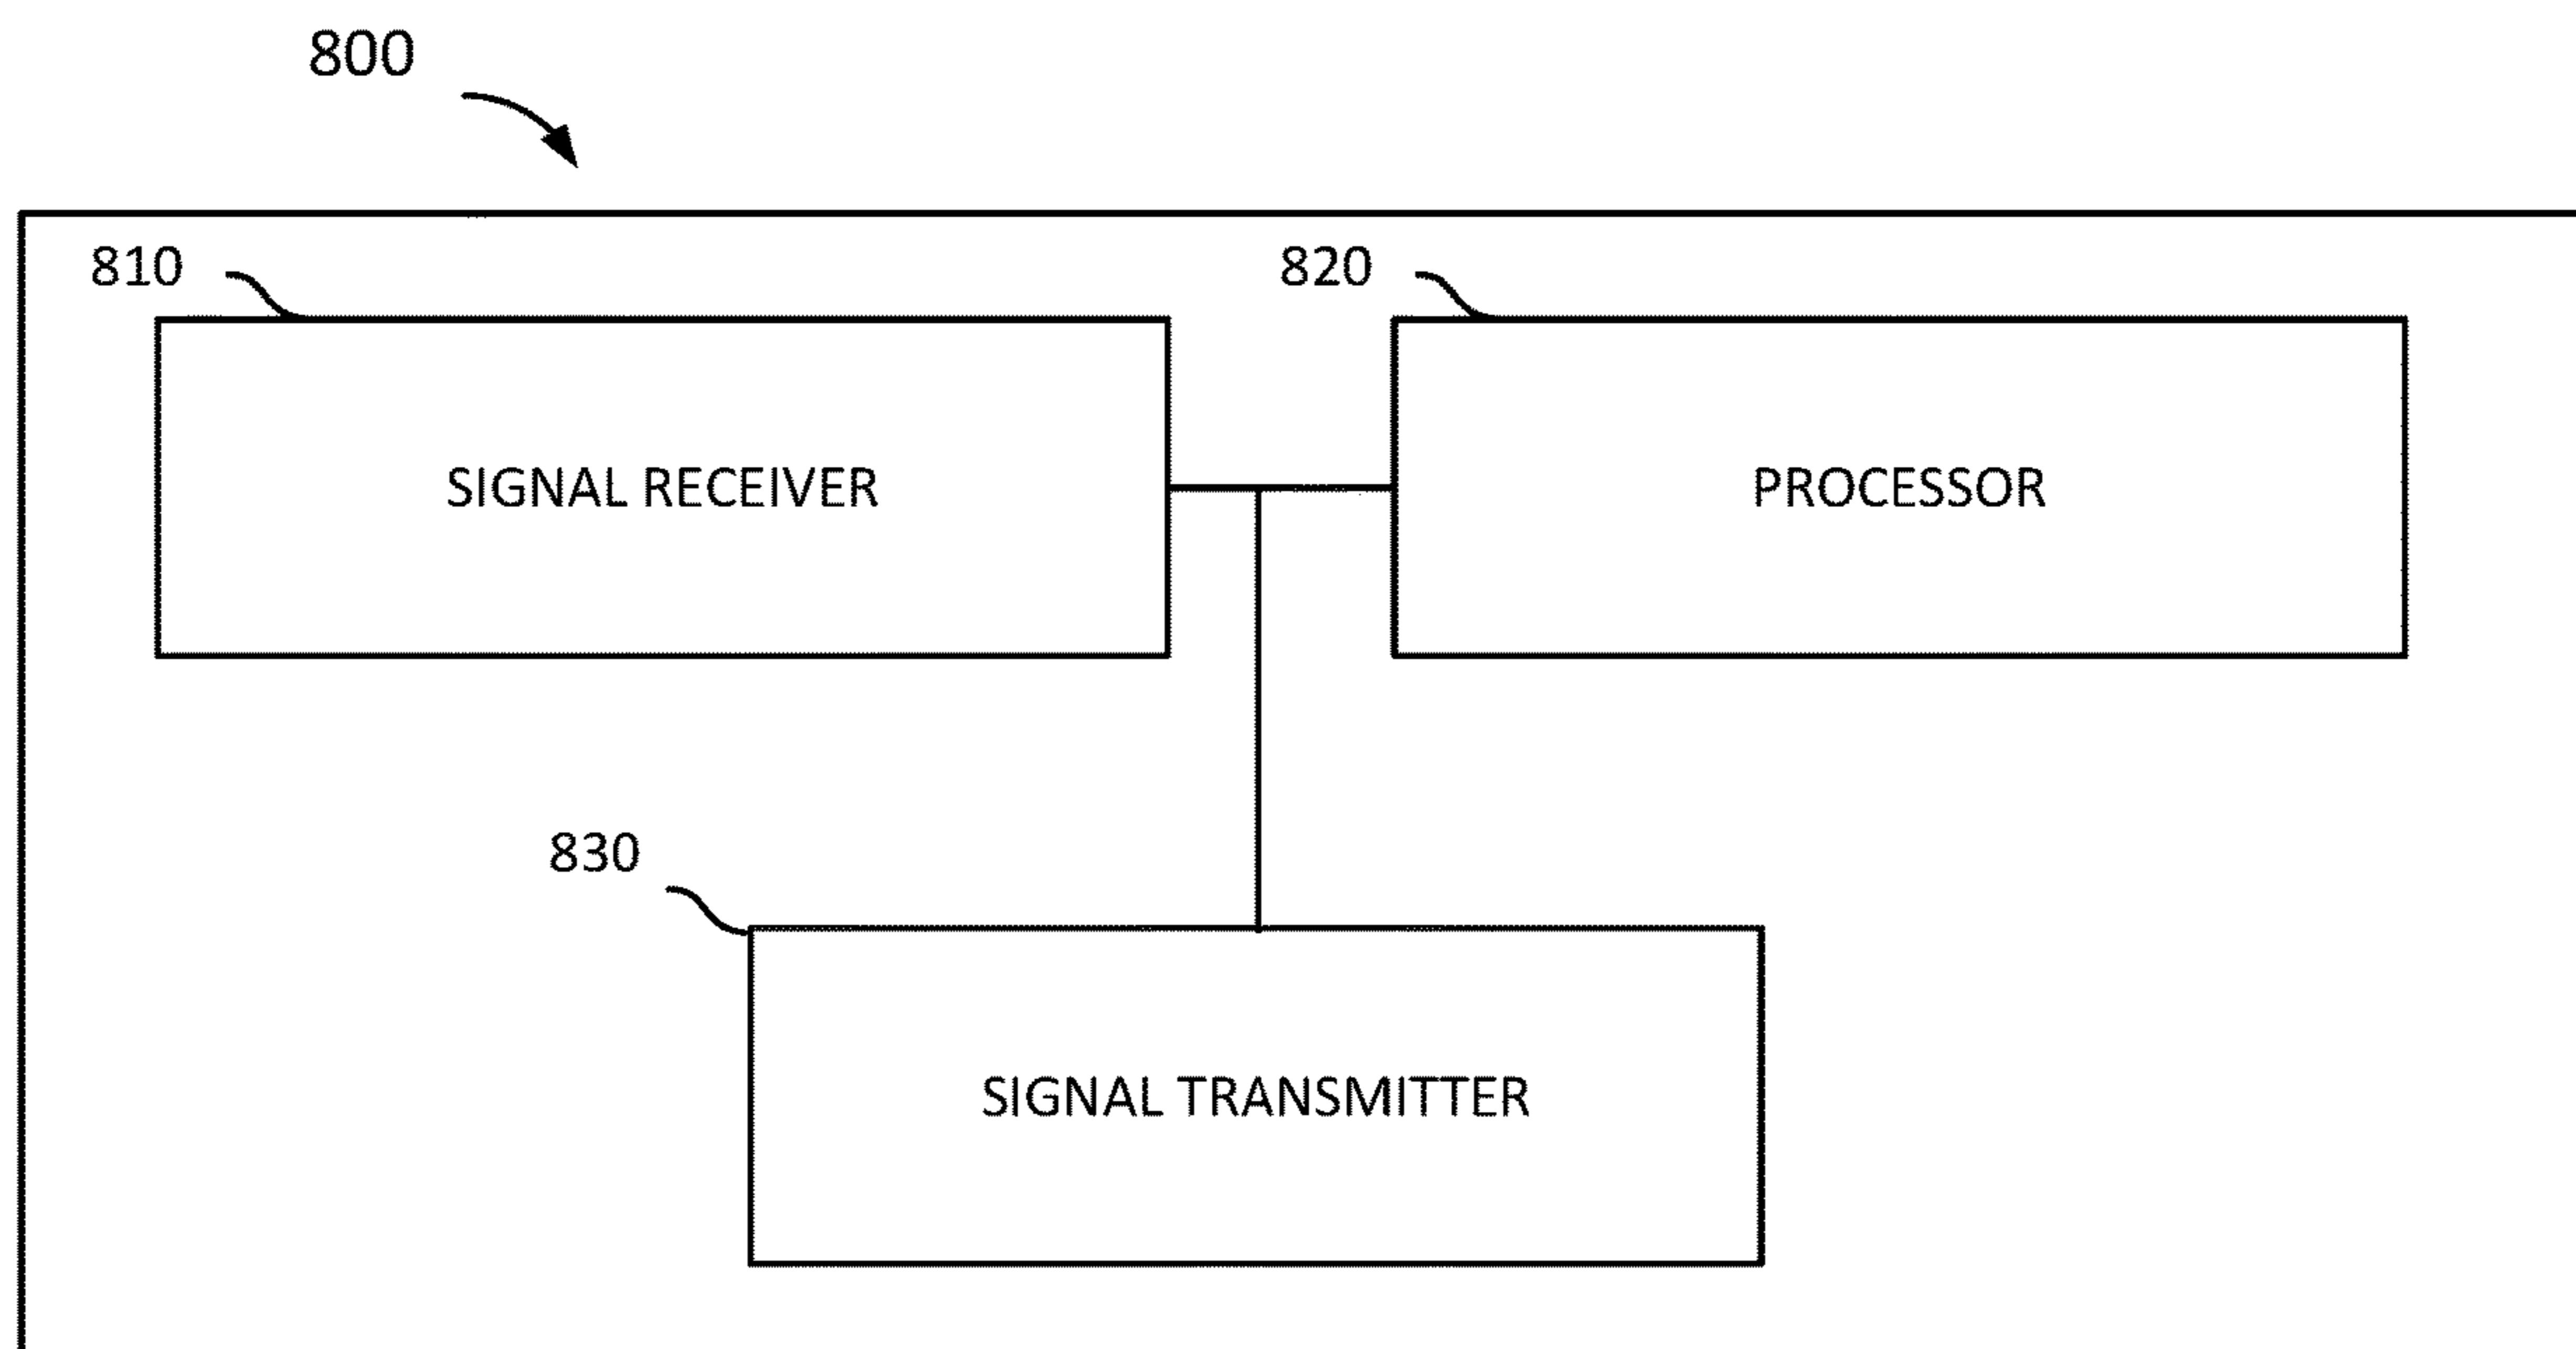 800
810
820
SIGNAL RECEIVER
PROCESSOR
830
SIGNAL TRANSMITTER